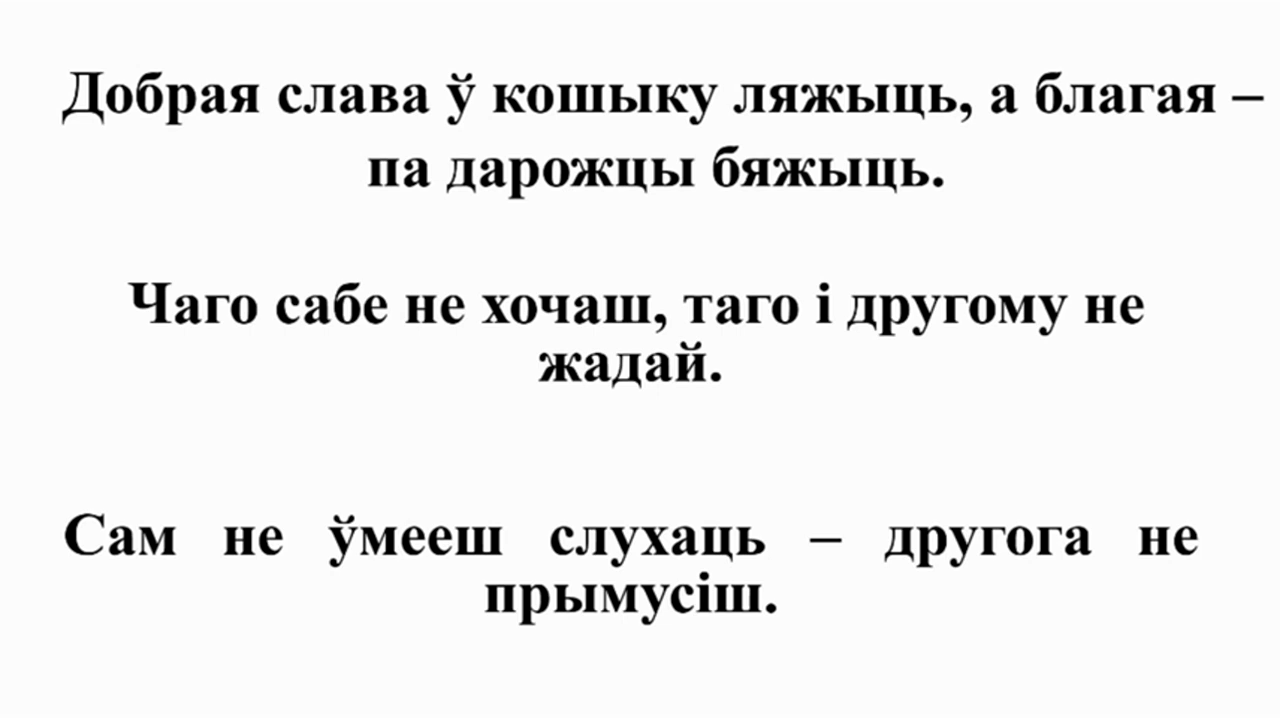 Добрая слава ў кошыку ляжыць, а благая –
па дарожцы бяжыць.
Чаго сабе не хочаш, таго і другому не
жадай.
Сам не ўмееш слухаць – другога не
прымусіш.